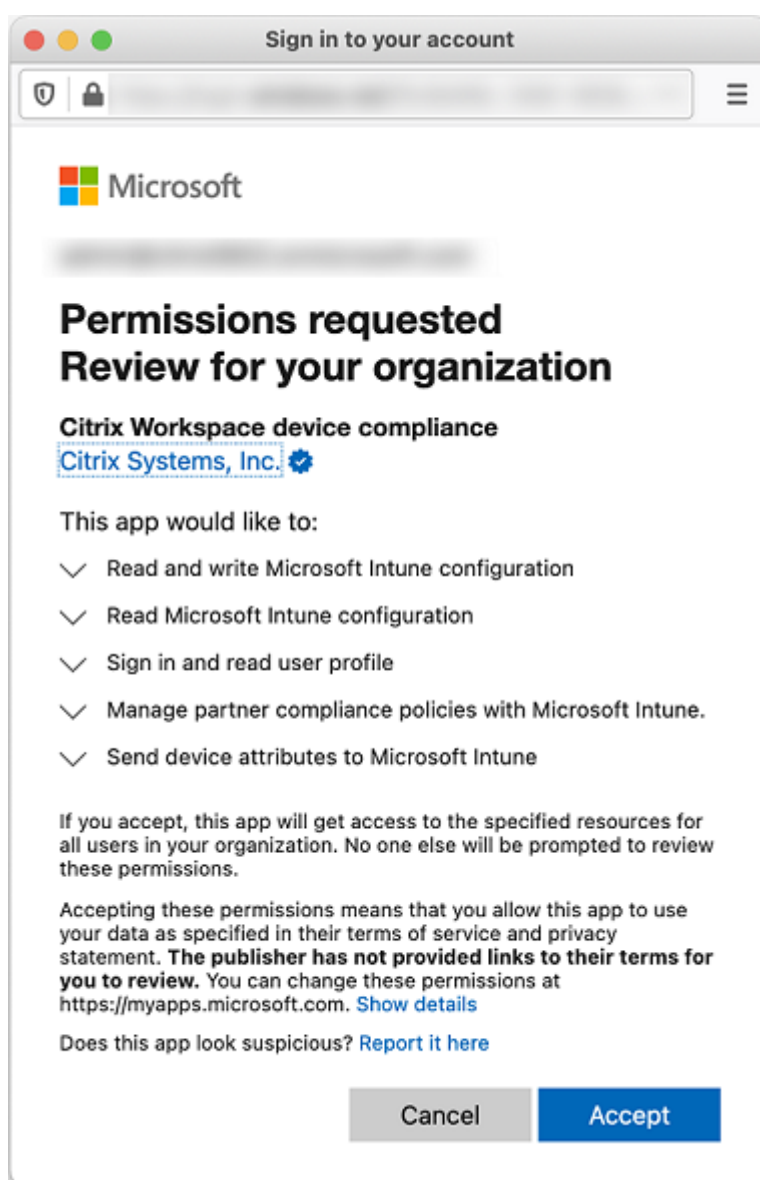 Sign in to your account
Microsoft
Permissions requested
Review for your organization
Citrix Workspace device compliance
Citrix Systems, Inc.
This app would like to:
Read and write Microsoft Intune configuration
Read Microsoft Intune configuration
Sign in and read user profile
Manage partner compliance policies with Microsoft Intune.
Send device attributes to Microsoft Intune
If you accept, this app will get access to the specified resources for
all users in your organization. No one else will be prompted to review
these permissions.
Accepting these permissions means that you allow this app to use
your data as specified in their terms of service and privacy
statement. The publisher has not provided links to their terms for
you to review. You can change these permissions at
https://myapps.microsoft.com. Show details
Does this app look suspicious? Report it here
Cancel Accept